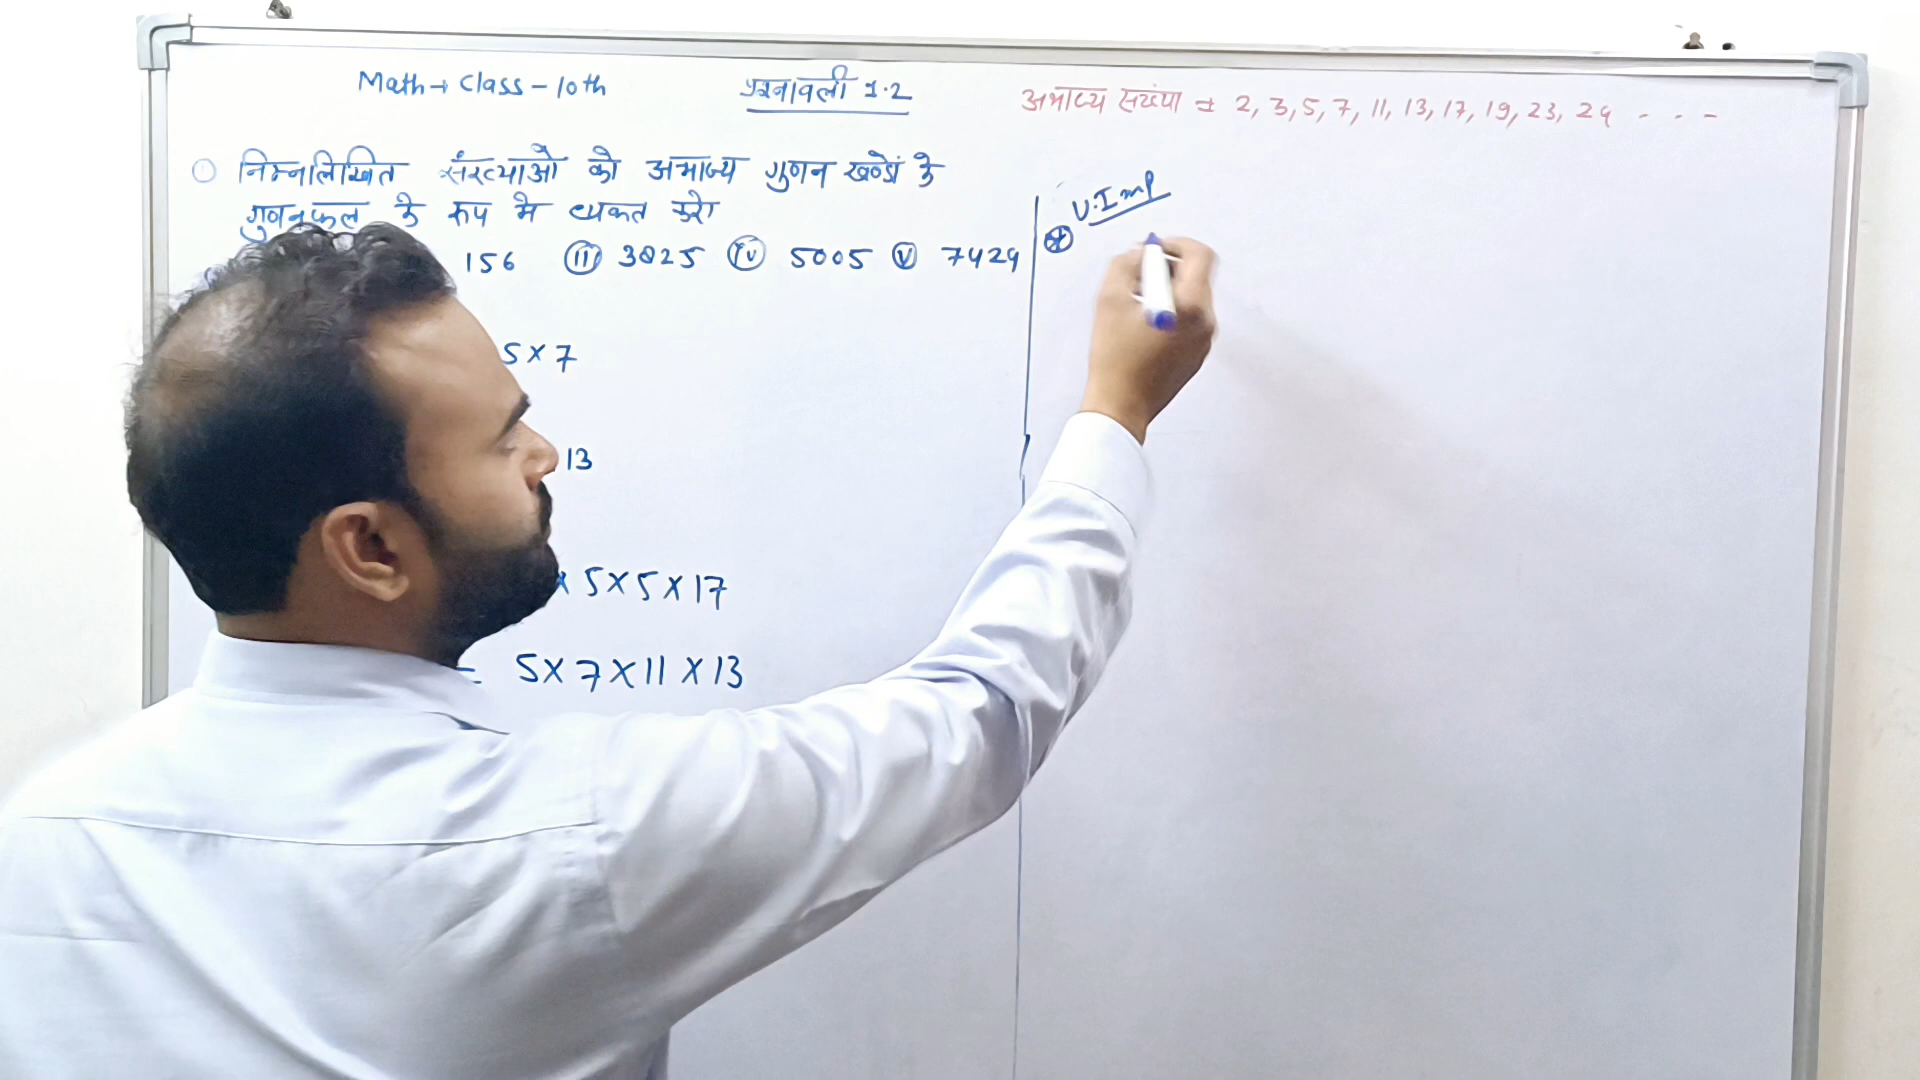 Math → Class - 10th
प्रश्नावली 1.2
अभाज्य संख्या = 2, 3, 5, 7, 11, 13, 17, 19, 23, 29 - - -
① निम्नलिखित संख्याओ को अभाज्य गुणन खण्डों के
गुणनफल के रूप मे व्यक्त करो
156 (iii) 3825 (iv) 5005 (v) 7429
5 × 7
13
× 5 × 5 × 17
= 5 × 7 × 11 × 13
V. Imp